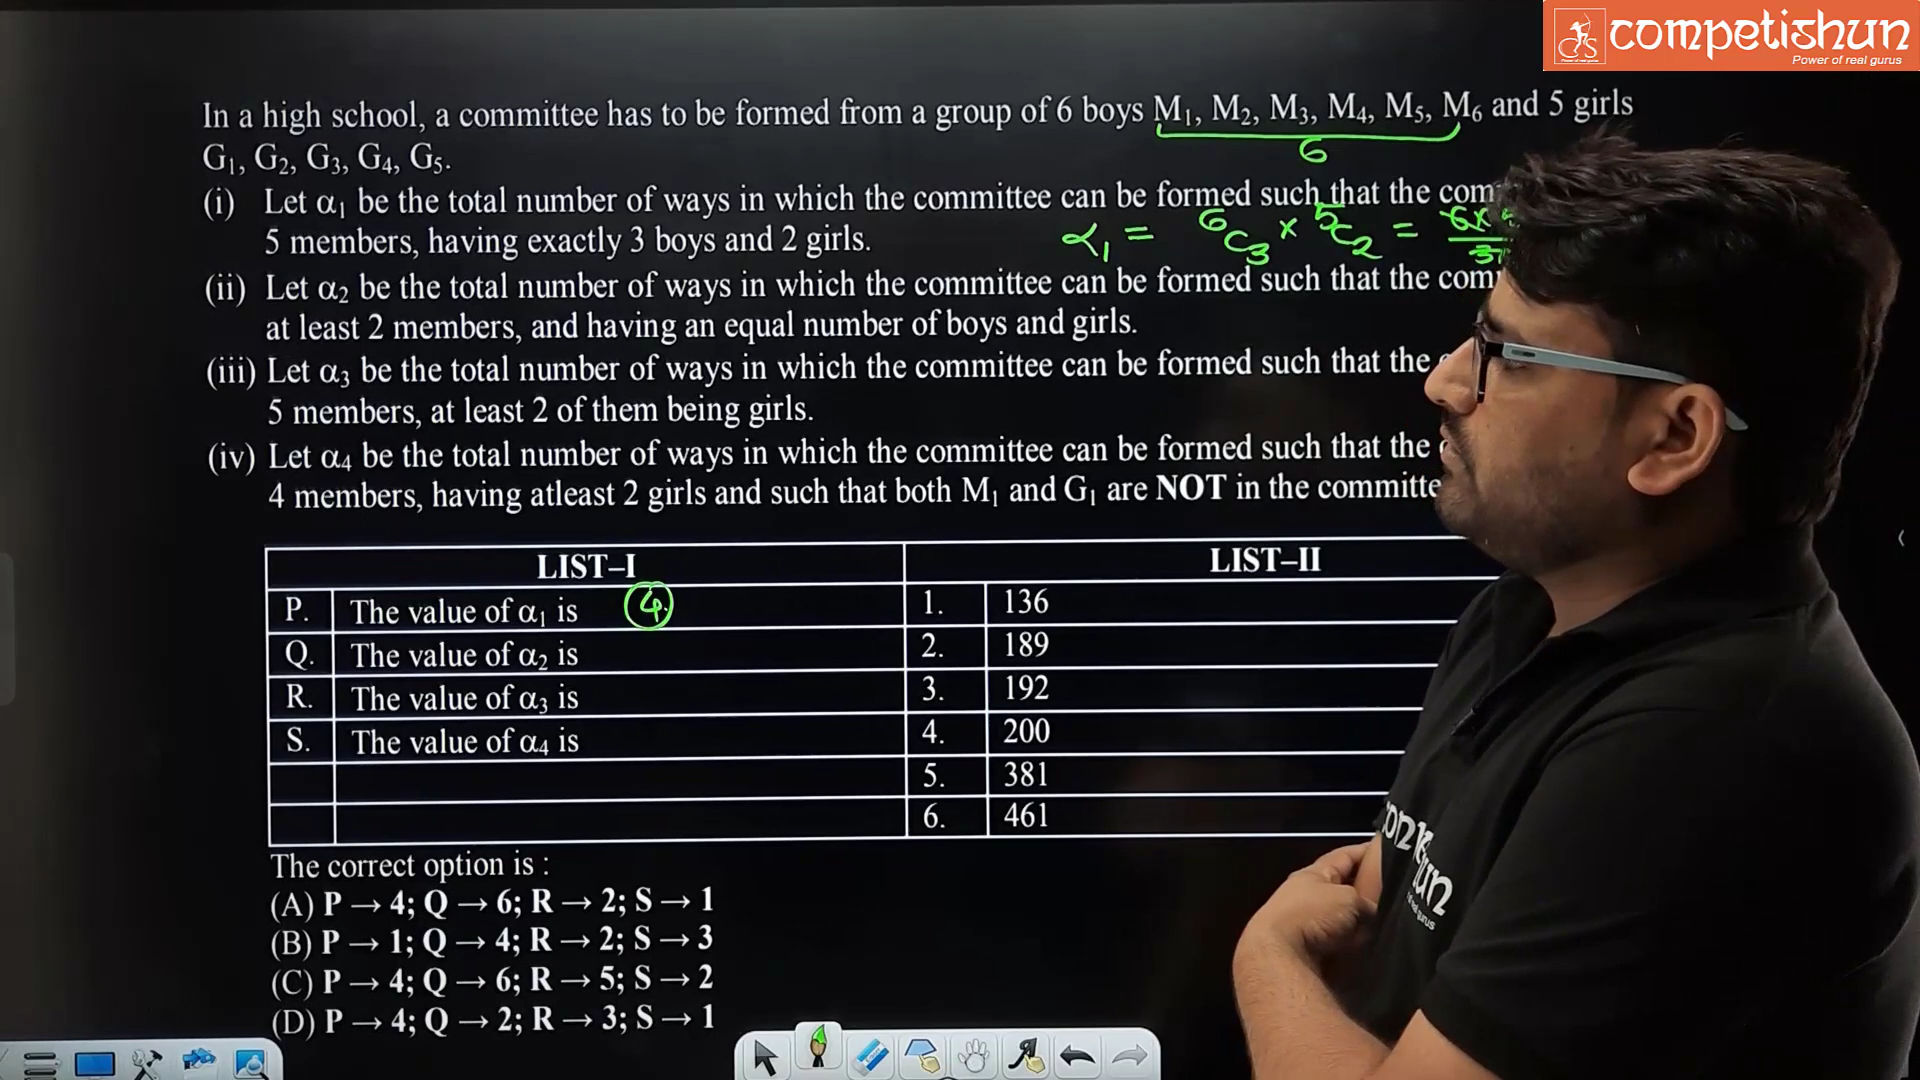 competishun
Power of real gurus
In a high school, a committee has to be formed from a group of 6 boys M₁, M₂, M₃, M₄, M₅, M₆ and 5 girls
6
G₁, G₂, G₃, G₄, G₅.
(i) Let α₁ be the total number of ways in which the committee can be formed such that the com
5 members, having exactly 3 boys and 2 girls.
α₁ = ⁶C₃ × ⁵C₂ =
(ii) Let α₂ be the total number of ways in which the committee can be formed such that the com
at least 2 members, and having an equal number of boys and girls.
(iii) Let α₃ be the total number of ways in which the committee can be formed such that the
5 members, at least 2 of them being girls.
(iv) Let α₄ be the total number of ways in which the committee can be formed such that the
4 members, having atleast 2 girls and such that both M₁ and G₁ are NOT in the committe
LIST–I LIST–II
P. The value of α₁ is 4 1. 136
Q. The value of α₂ is 2. 189
R. The value of α₃ is 3. 192
S. The value of α₄ is 4. 200
5. 381
6. 461
The correct option is :
(A) P → 4; Q → 6; R → 2; S → 1
(B) P → 1; Q → 4; R → 2; S → 3
(C) P → 4; Q → 6; R → 5; S → 2
(D) P → 4; Q → 2; R → 3; S → 1